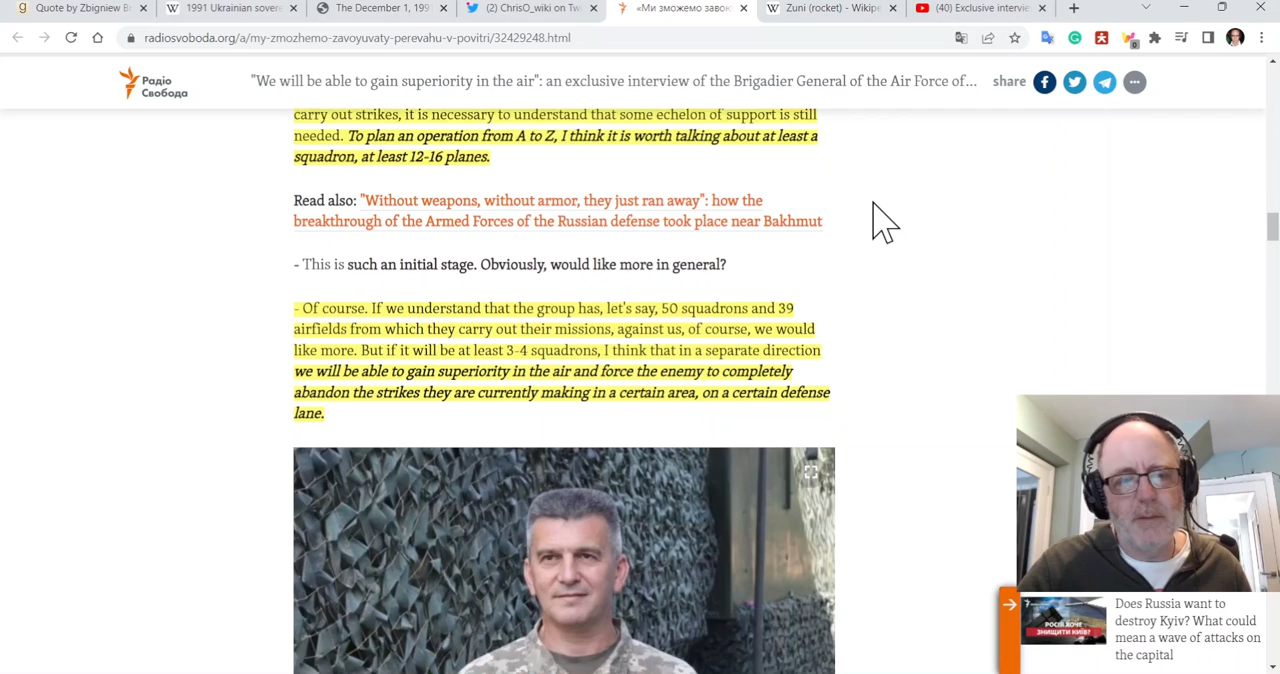 Quote by Zbigniew B
1991 Ukrainian sovere
The December 1, 199
(2) ChrisO_wiki on Tw
«Ми зможемо завою
Zuni (rocket) - Wikipe
(40) Exclusive intervie
radiosvoboda.org/a/my-zmozhemo-zavoyuvaty-perevahu-v-povitri/32429248.html
0
Радіо
Свобода
"We will be able to gain superiority in the air": an exclusive interview of the Brigadier General of the Air Force of...
share
carry out strikes, it is necessary to understand that some echelon of support is still
needed. To plan an operation from A to Z, I think it is worth talking about at least a
squadron, at least 12-16 planes.
Read also: "Without weapons, without armor, they just ran away": how the
breakthrough of the Armed Forces of the Russian defense took place near Bakhmut
- This is such an initial stage. Obviously, would like more in general?
- Of course. If we understand that the group has, let's say, 50 squadrons and 39
airfields from which they carry out their missions, against us, of course, we would
like more. But if it will be at least 3-4 squadrons, I think that in a separate direction
we will be able to gain superiority in the air and force the enemy to completely
abandon the strikes they are currently making in a certain area, on a certain defense
lane.
РОСІЯ ХОЧЕ
ЗНИЩИТИ КИЇВ?
Does Russia want to
destroy Kyiv? What could
mean a wave of attacks on
the capital